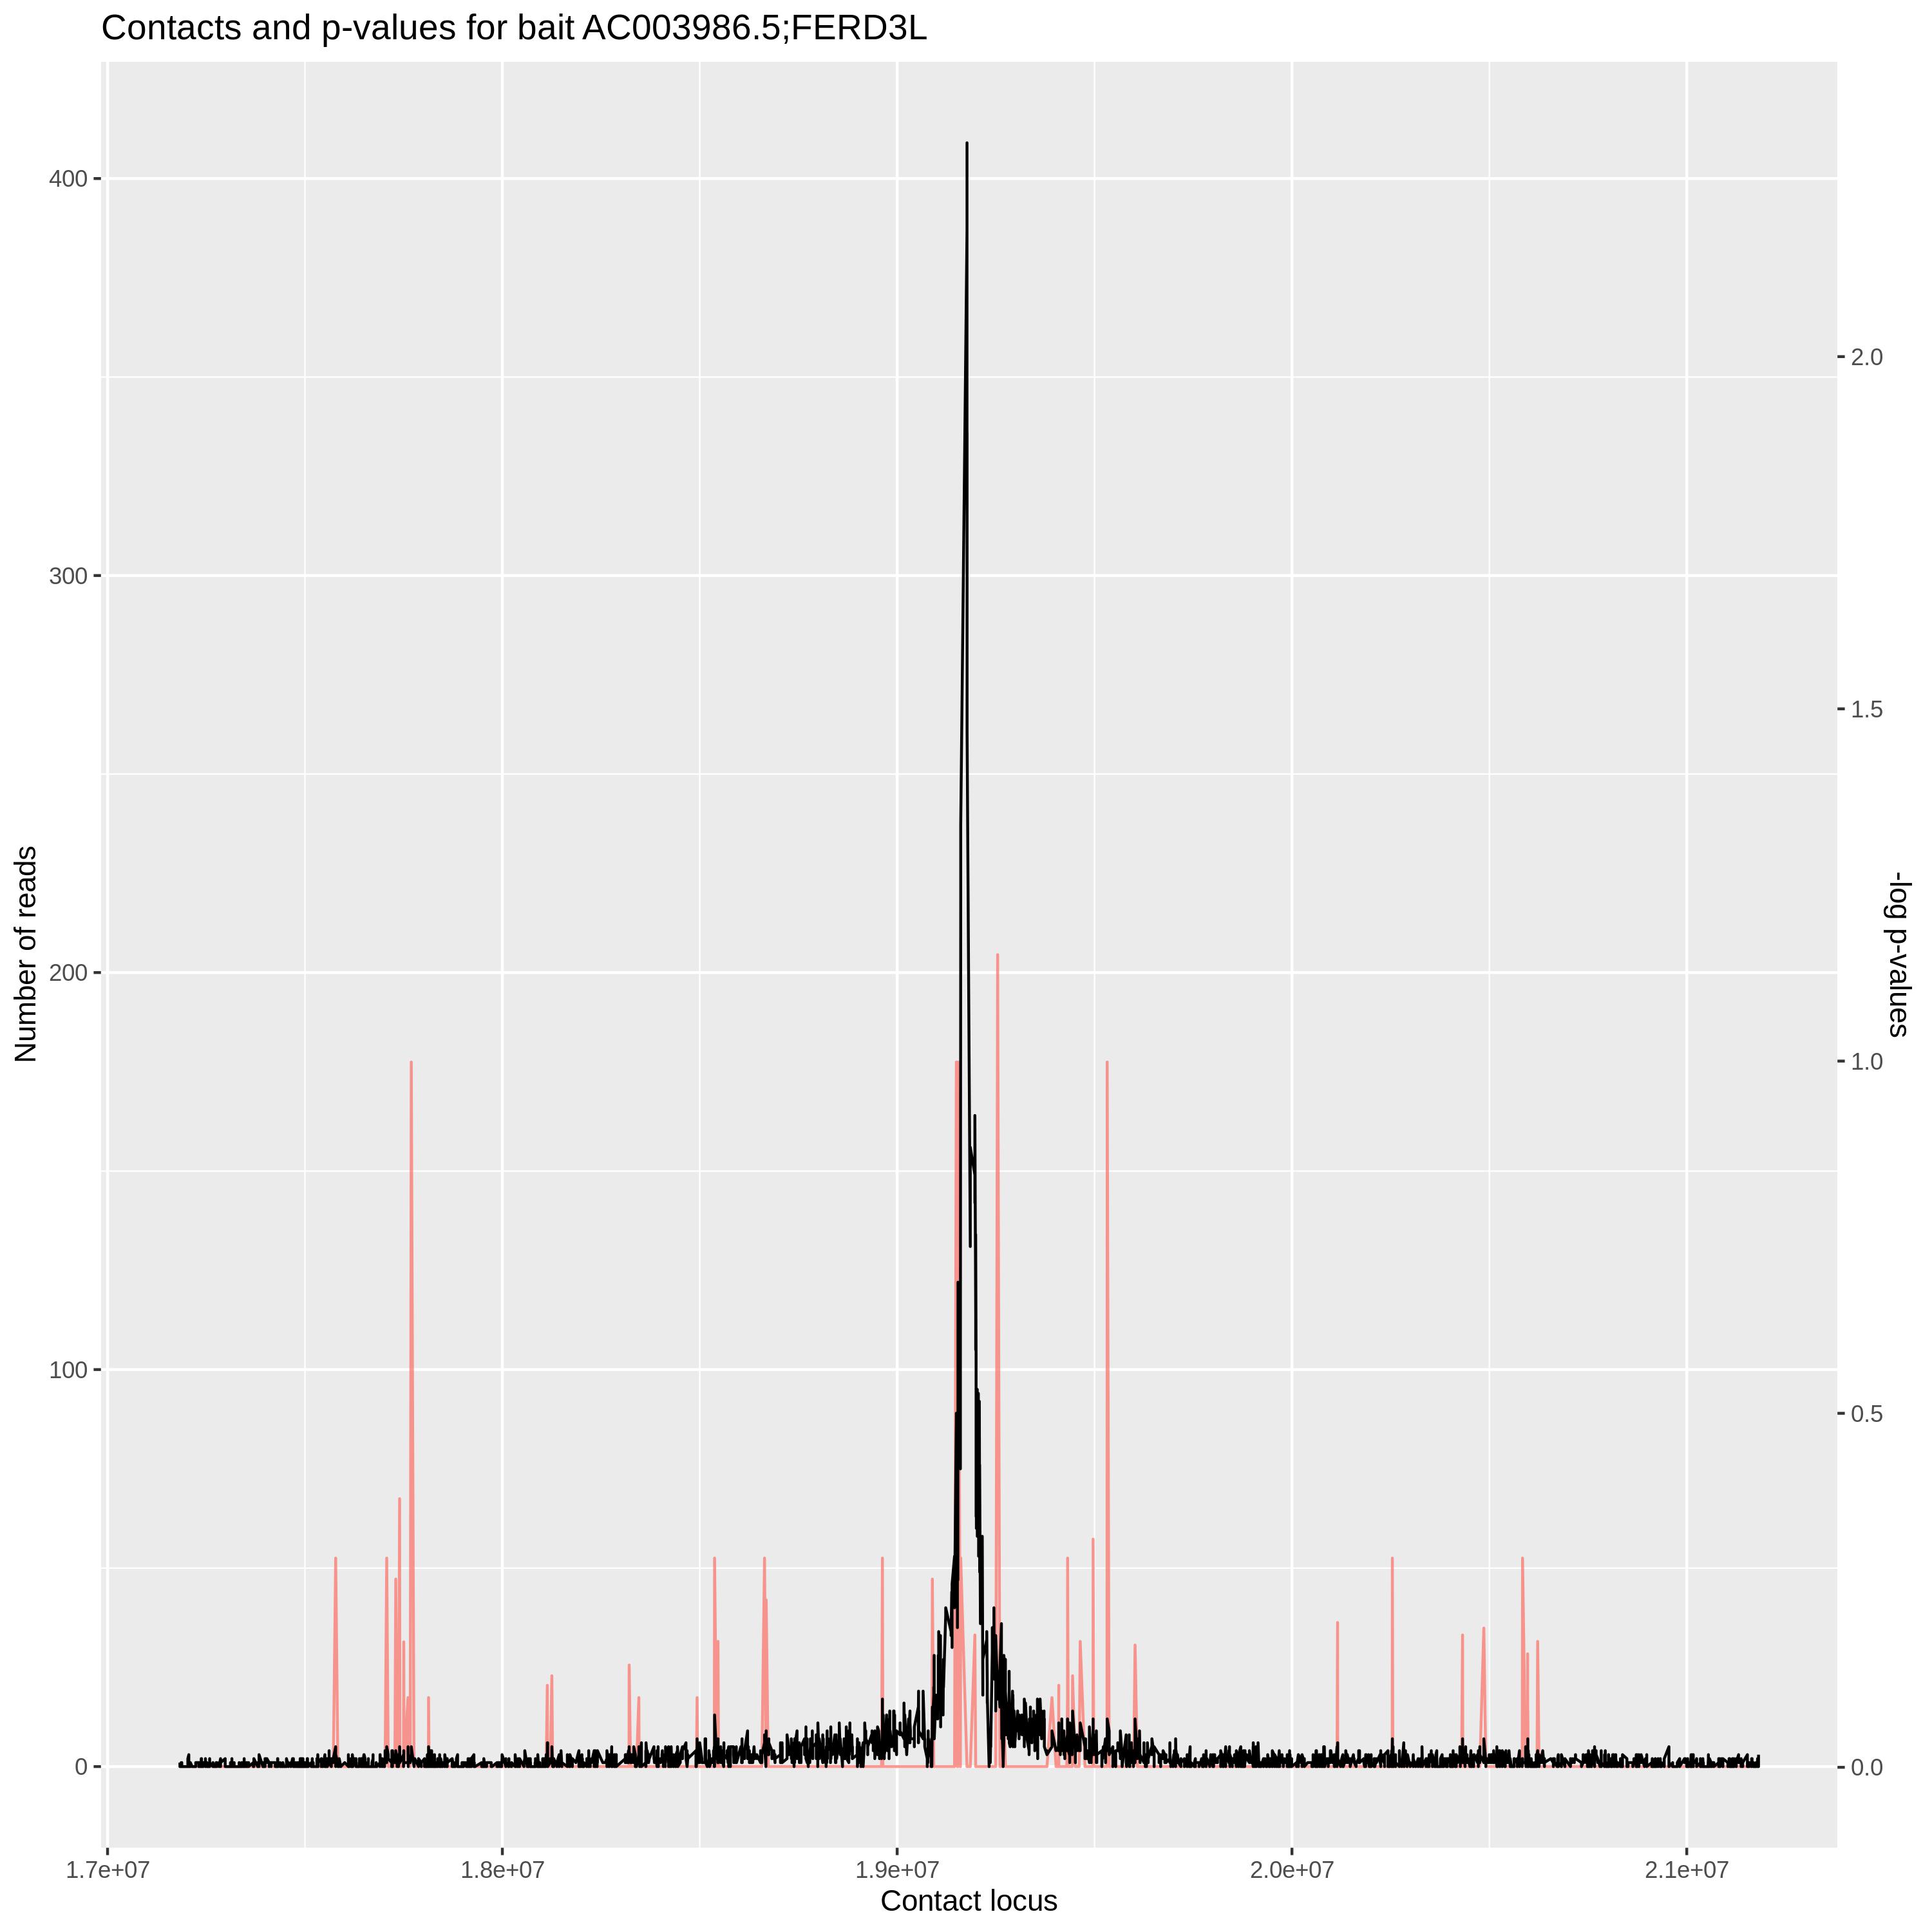 Contacts and p-values for bait AC003986.5;FERD3L
400
300
200
100
0
Number of reads
2.0
1.5
1.0
0.5
0.0
-log p-values
1.7e+07 1.8e+07 1.9e+07 2.0e+07 2.1e+07
Contact locus